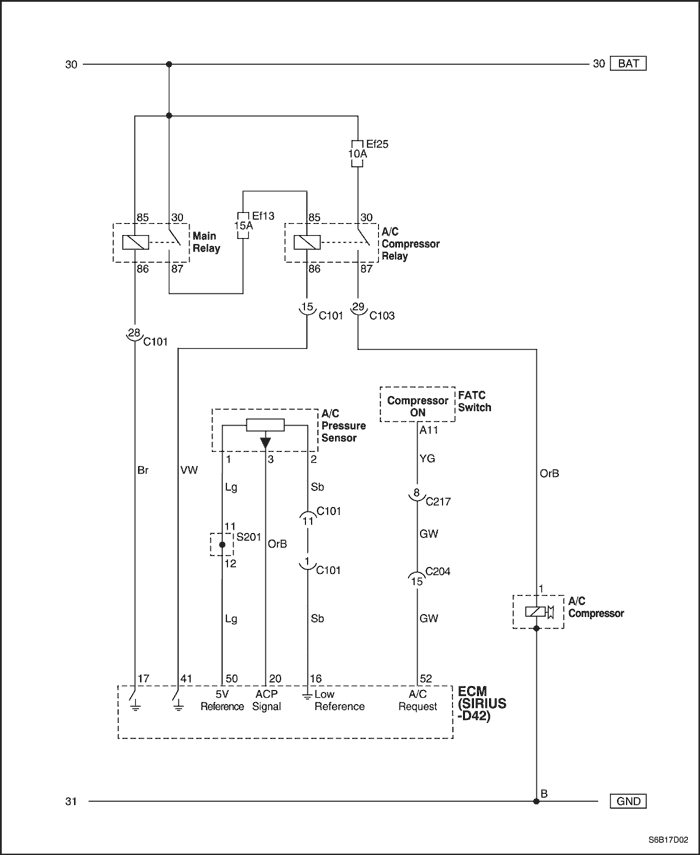 30
30 BAT
Ef25
10A
85 30
Main
Relay
86 87
Ef13
15A
85 30
A/C
Compressor
Relay
86 87
28 C101
15 C101
29 C103
Compressor
ON
FATC
Switch
A11
A/C
Pressure
Sensor
1 3 2
Br
VW
Lg
Sb
YG
OrB
C101
11
8 C217
11
S201
12
OrB
GW
1
C101
C204
15
Lg
Sb
GW
1
A/C
Compressor
17 41 50 20 16 52
5V
Reference
ACP
Signal
Low
Reference
A/C
Request
ECM
(SIRIUS
-D42)
31
B
GND
S6B17D02